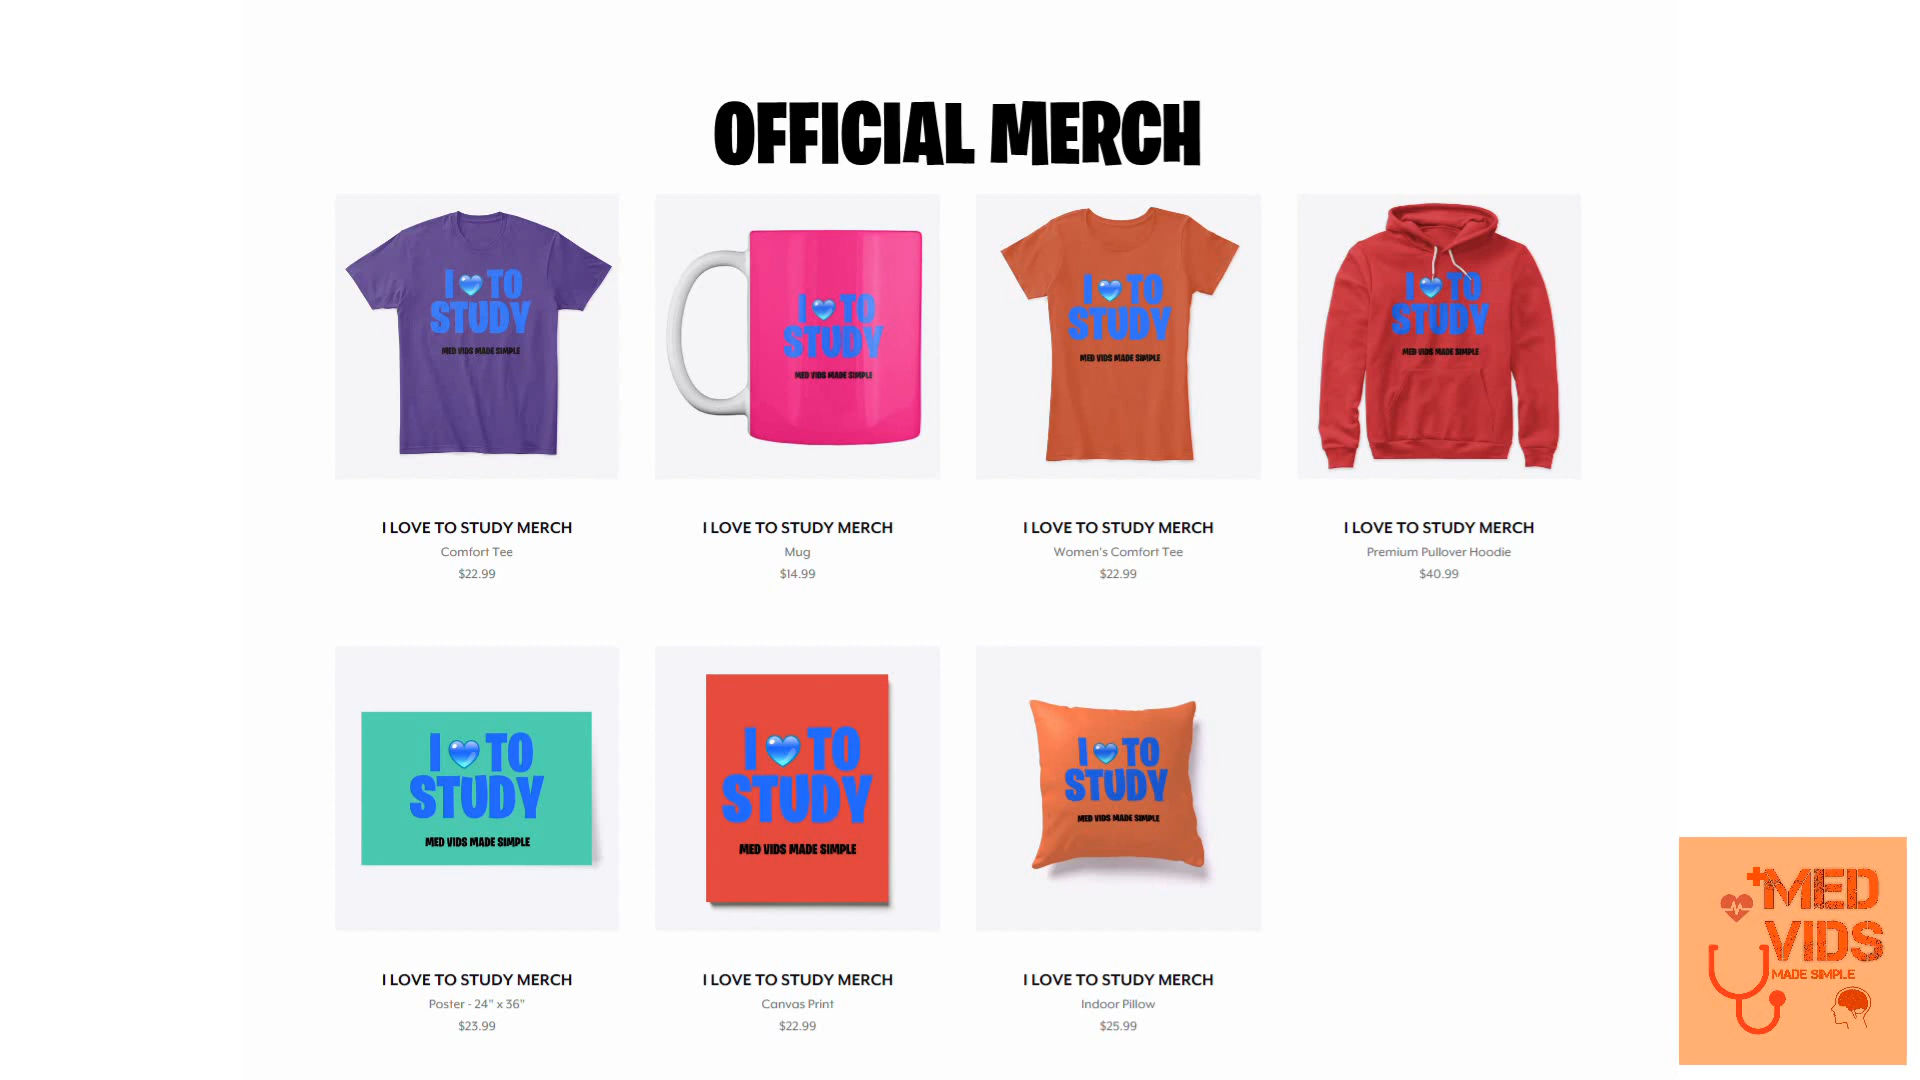 OFFICIAL MERCH
I 💙 TO
STUDY
MED VIDS MADE SIMPLE
I 💙 TO
STUDY
MED VIDS MADE SIMPLE
I 💙 TO
STUDY
MED VIDS MADE SIMPLE
I 💙 TO
STUDY
MED VIDS MADE SIMPLE
I LOVE TO STUDY MERCH
Comfort Tee
$22.99
I LOVE TO STUDY MERCH
Mug
$14.99
I LOVE TO STUDY MERCH
Women's Comfort Tee
$22.99
I LOVE TO STUDY MERCH
Premium Pullover Hoodie
$40.99
I 💙 TO
STUDY
MED VIDS MADE SIMPLE
I 💙 TO
STUDY
MED VIDS MADE SIMPLE
I 💙 TO
STUDY
MED VIDS MADE SIMPLE
I LOVE TO STUDY MERCH
Poster - 24" x 36"
$23.99
I LOVE TO STUDY MERCH
Canvas Print
$22.99
I LOVE TO STUDY MERCH
Indoor Pillow
$25.99
MED
VIDS
MADE SIMPLE